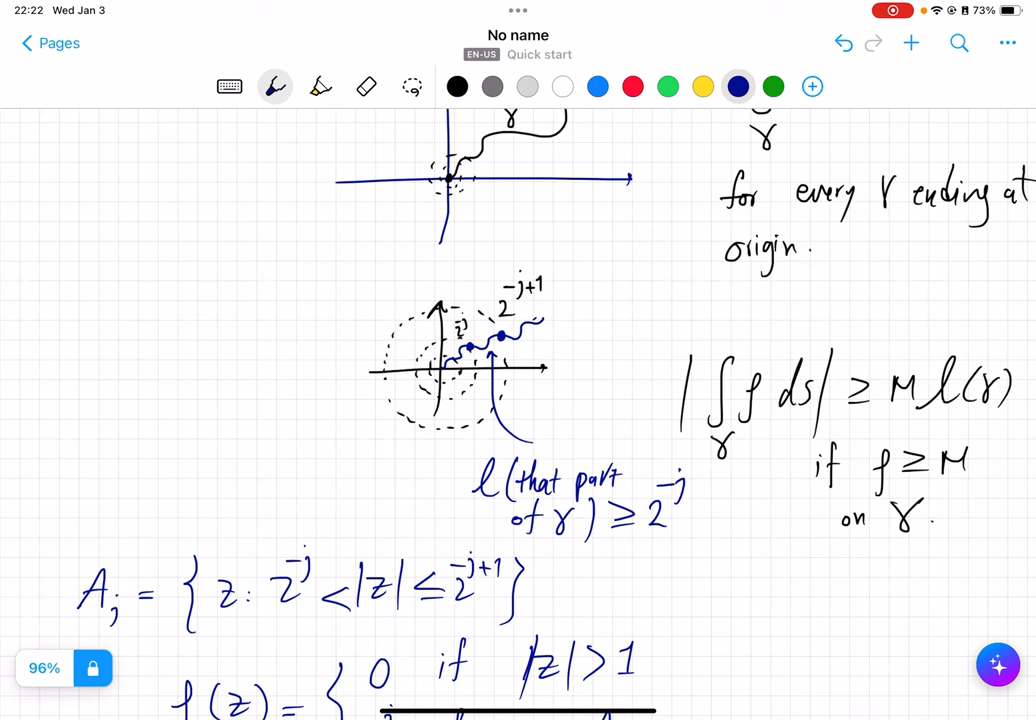 22:22 Wed Jan 3
73%
Pages
No name
EN-US Quick start
γ
γ
for every γ ending at
origin.
2^{-j+1}
2^{-j}
| ∫_γ ρ ds | ≥ M l(γ)
if ρ ≥ M
on γ.
l(that part
of γ) ≥ 2^{-j}
A_j = { z: 2^{-j} < |z| ≤ 2^{-j+1} }
96%
0 if |z| > 1
ρ(z) = {